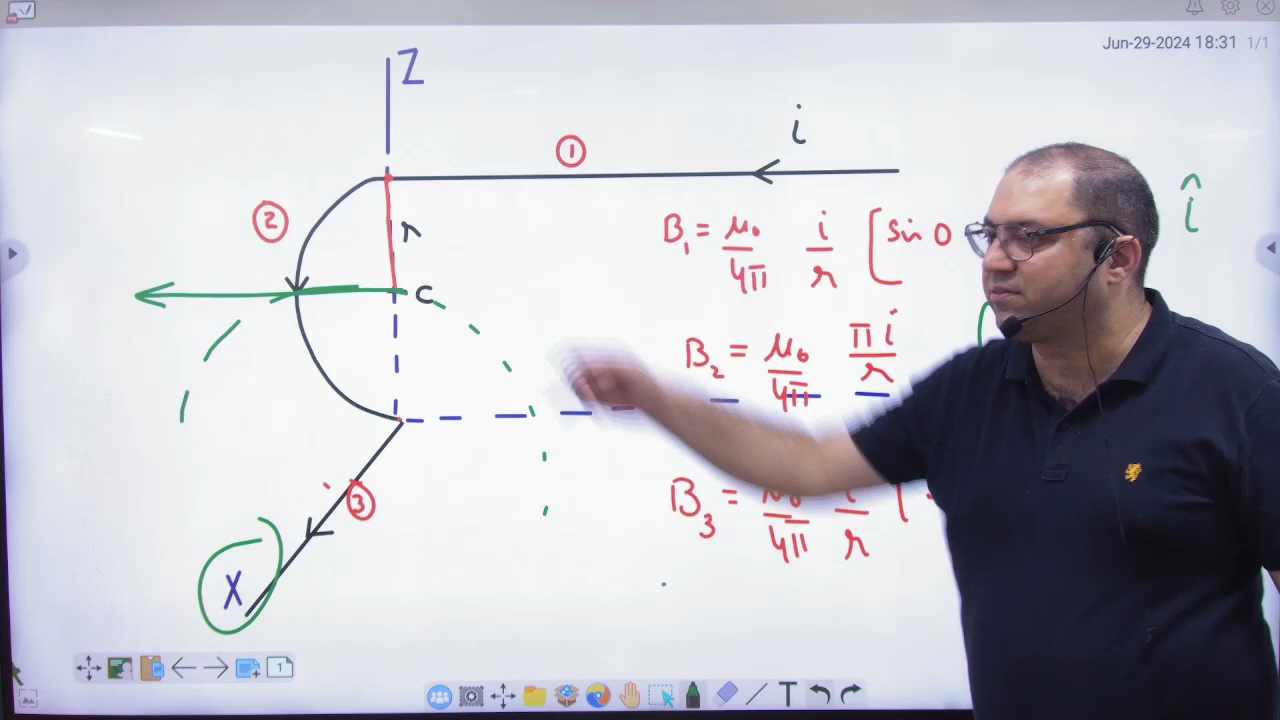 Jun-29-2024 18:31 1/1
Z
i
①
②
r
B₁ = μ₀/4π i/r [sin 0
î
C
B₂ = μ₀/4π πi/r
③
B₃ = μ₀/4π i/r
X
1
T